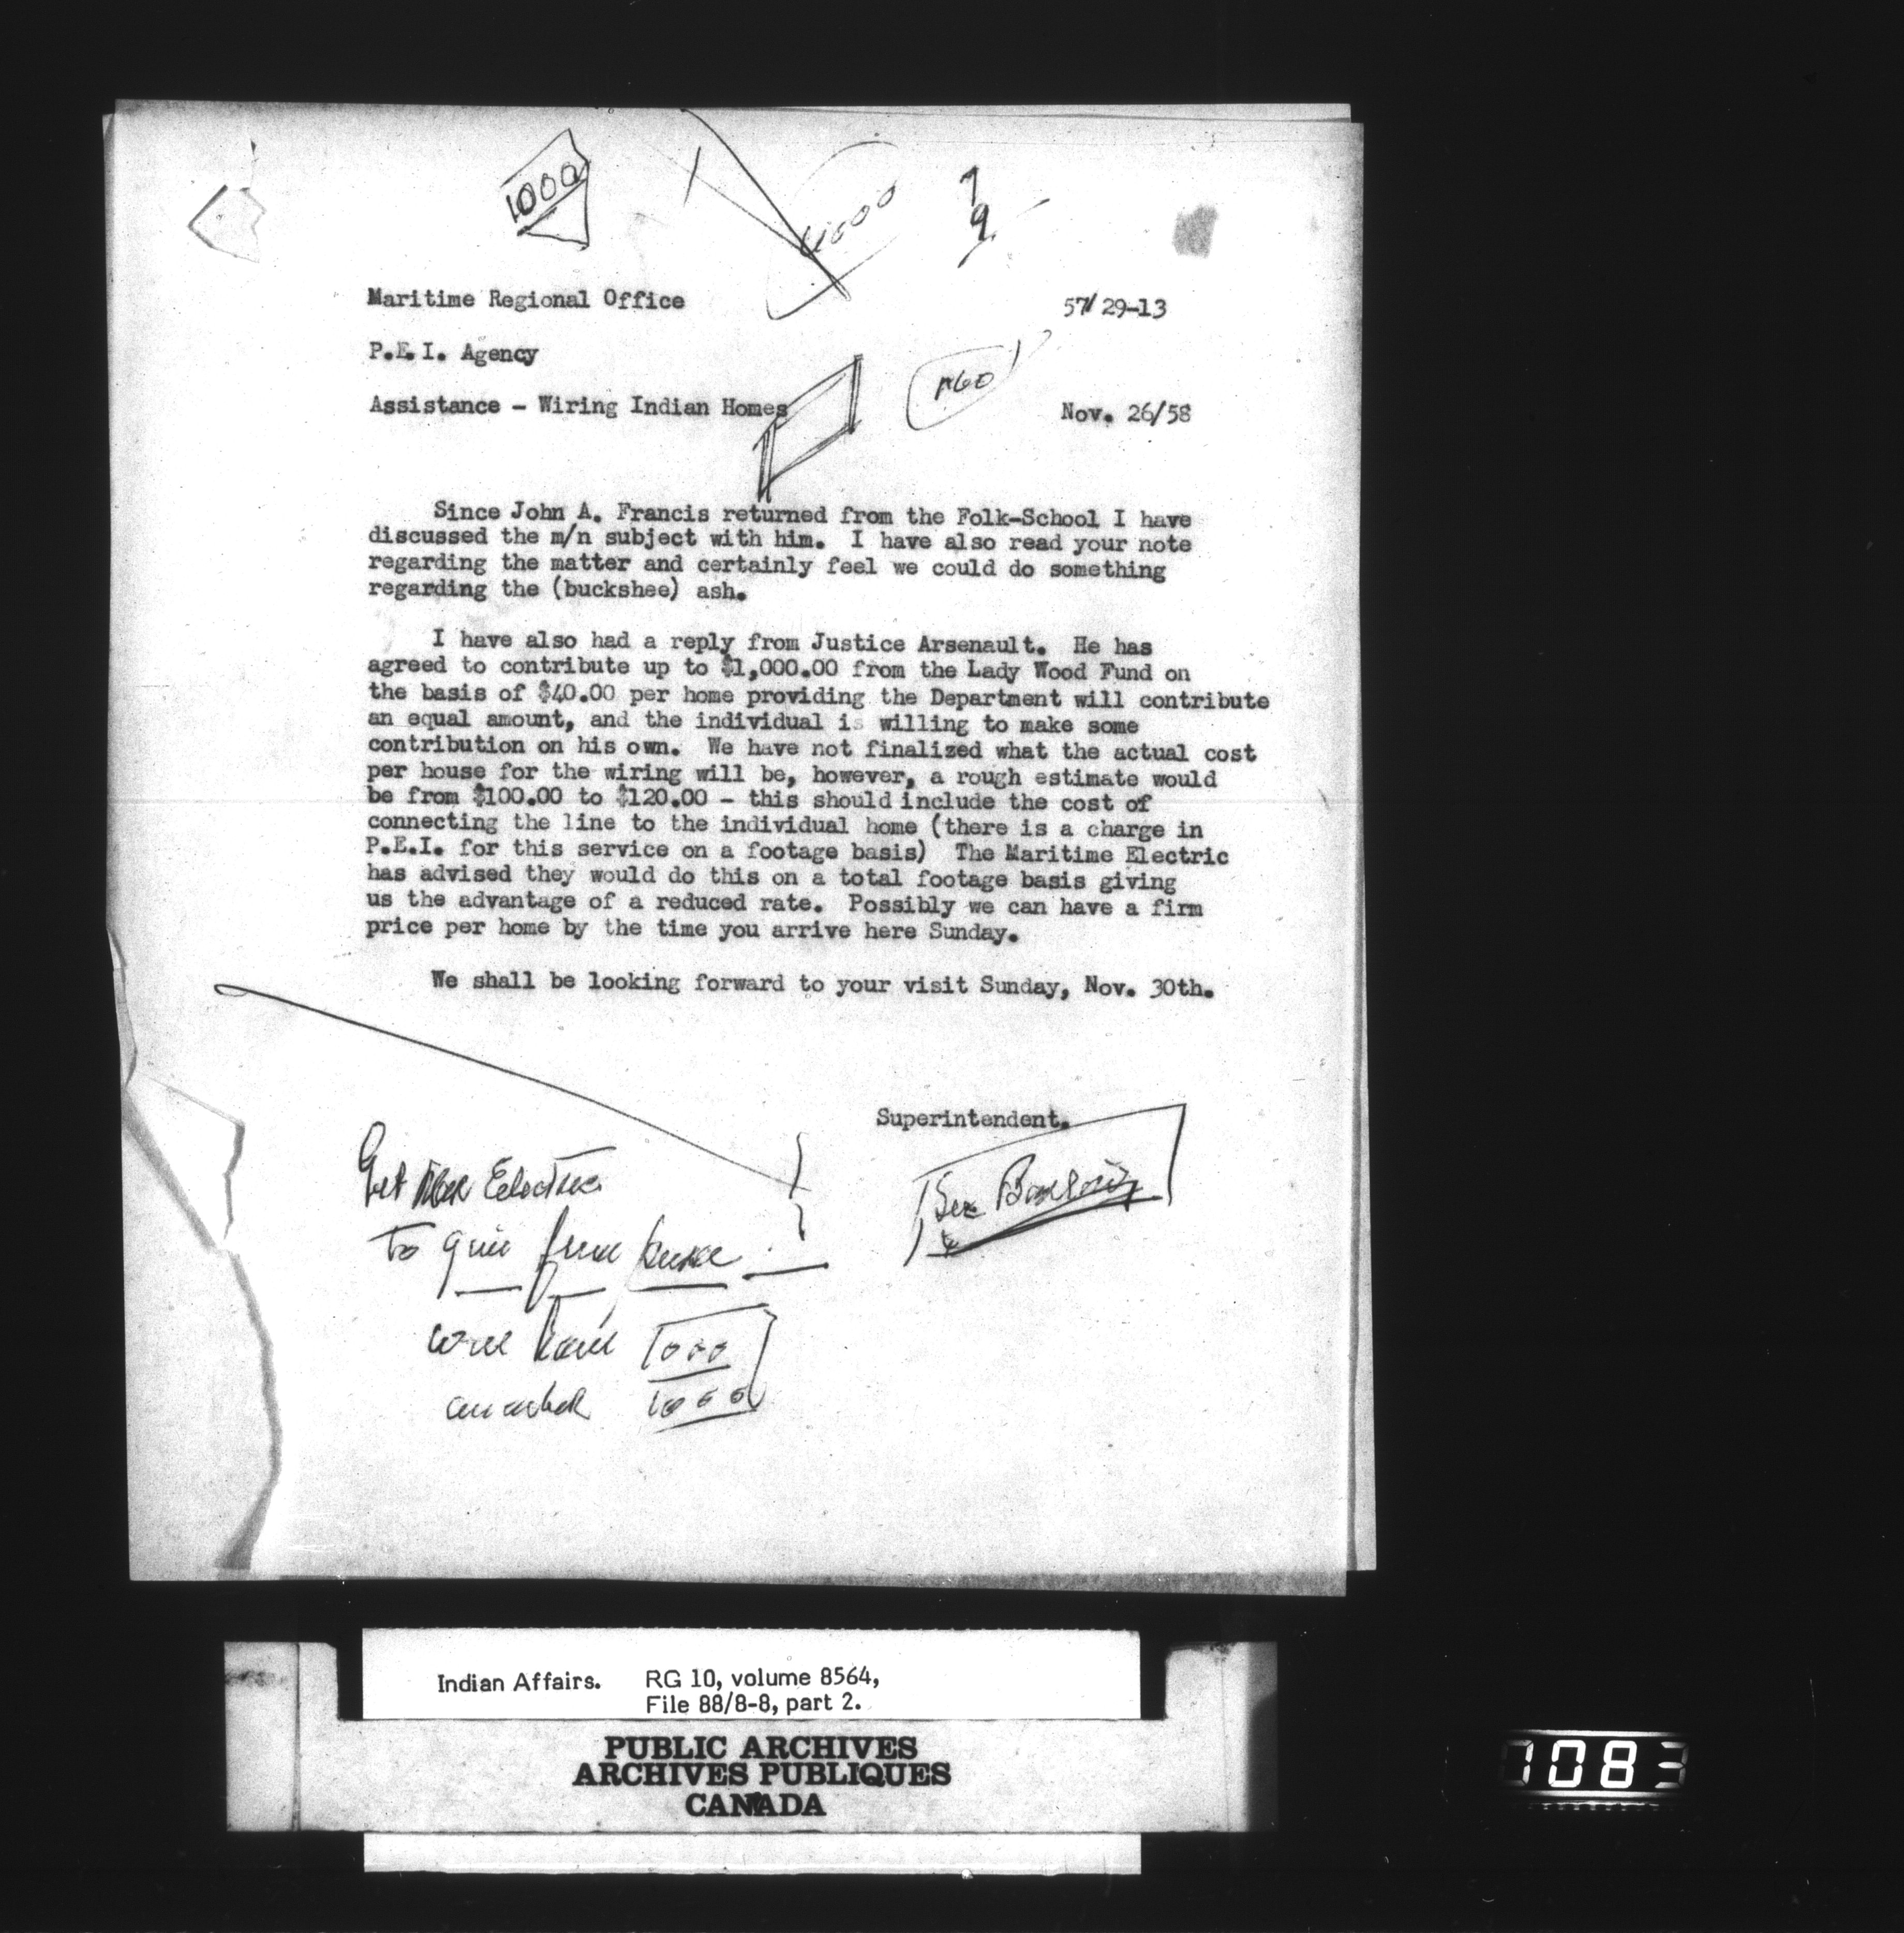 1000
4000
7
9
Maritime Regional Office
57/ 29-13
P.E.I. Agency
Assistance - Wiring Indian Homes
Nov. 26/58
Since John A. Francis returned from the Folk-School I have
discussed the m/n subject with him. I have also read your note
regarding the matter and certainly feel we could do something
regarding the (buckshee) ash.
I have also had a reply from Justice Arsenault. He has
agreed to contribute up to $1,000.00 from the Lady Wood Fund on
the basis of $40.00 per home providing the Department will contribute
an equal amount, and the individual is willing to make some
contribution on his own. We have not finalized what the actual cost
per house for the wiring will be, however, a rough estimate would
be from $100.00 to $120.00 - this should include the cost of
connecting the line to the individual home (there is a charge in
P.E.I. for this service on a footage basis) The Maritime Electric
has advised they would do this on a total footage basis giving
us the advantage of a reduced rate. Possibly we can have a firm
price per home by the time you arrive here Sunday.
We shall be looking forward to your visit Sunday, Nov. 30th.
Superintendent.
Get
to give firm
will have 1000
another 1000
Indian Affairs. RG 10, volume 8564,
File 88/8-8, part 2.
PUBLIC ARCHIVES
ARCHIVES PUBLIQUES
CANADA
1083